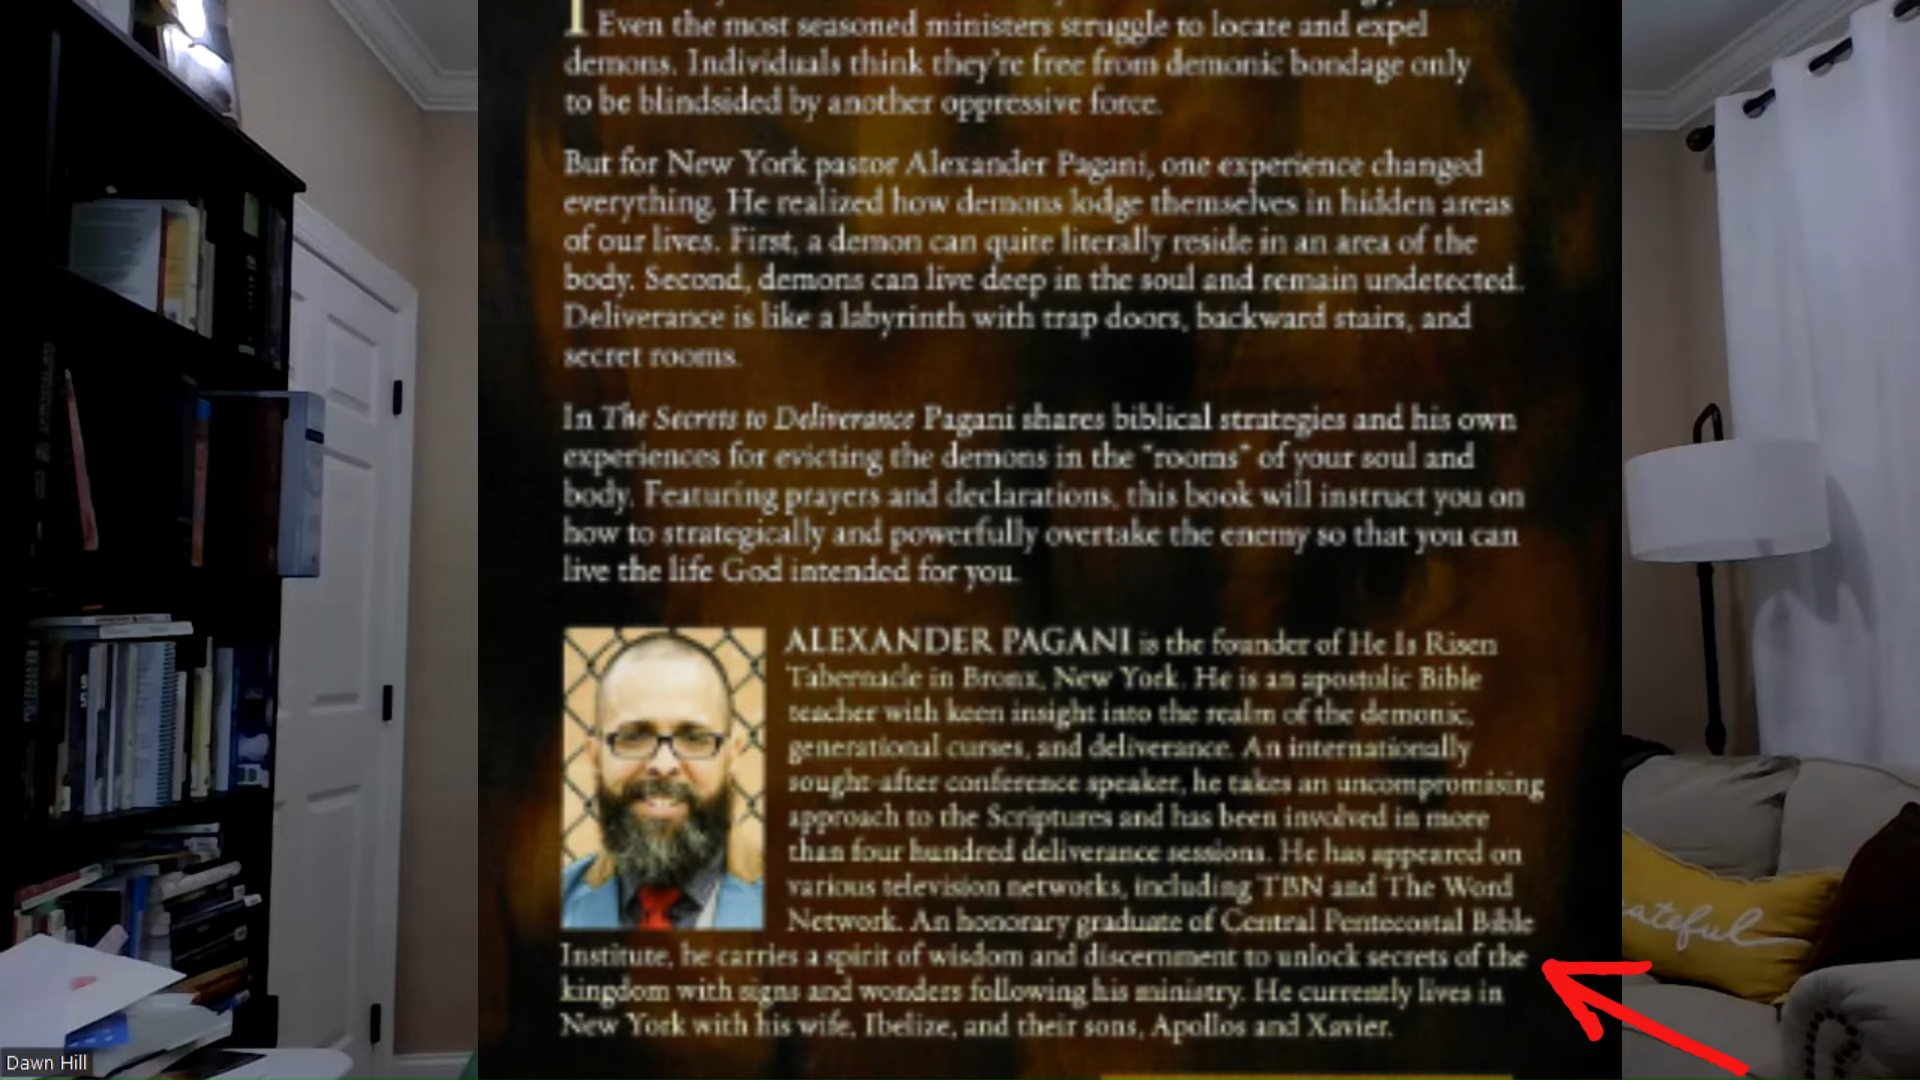 Even the most seasoned ministers struggle to locate and expel
demons. Individuals think they're free from demonic bondage only
to be blindsided by another oppressive force.
But for New York pastor Alexander Pagani, one experience changed
everything. He realized how demons lodge themselves in hidden areas
of our lives. First, a demon can quite literally reside in an area of the
body. Second, demons can live deep in the soul and remain undetected.
Deliverance is like a labyrinth with trap doors, backward stairs, and
secret rooms.
In The Secrets to Deliverance Pagani shares biblical strategies and his own
experiences for evicting the demons in the "rooms" of your soul and
body. Featuring prayers and declarations, this book will instruct you on
how to strategically and powerfully overtake the enemy so that you can
live the life God intended for you.
ALEXANDER PAGANI is the founder of He Is Risen
Tabernacle in Bronx, New York. He is an apostolic Bible
teacher with keen insight into the realm of the demonic,
generational curses, and deliverance. An internationally
sought-after conference speaker, he takes an uncompromising
approach to the Scriptures and has been involved in more
than four hundred deliverance sessions. He has appeared on
various television networks, including TBN and The Word
Network. An honorary graduate of Central Pentecostal Bible
Institute, he carries a spirit of wisdom and discernment to unlock secrets of the
kingdom with signs and wonders following his ministry. He currently lives in
New York with his wife, Ibelize, and their sons, Apollos and Xavier.
ateful
Dawn Hill